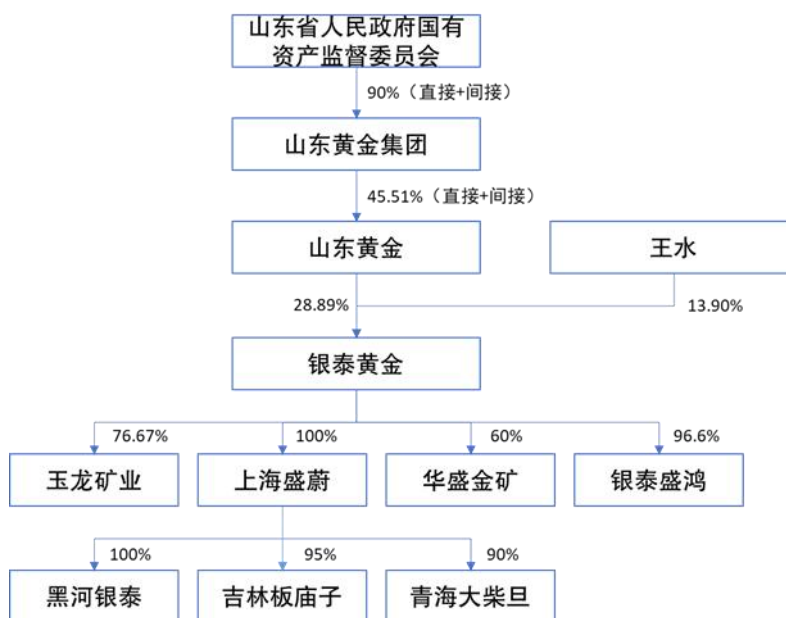 山东省人民政府国有
资产监督委员会
90%（直接+间接）
山东黄金集团
45.51%（直接+间接）
山东黄金
王水
28.89%
13.90%
银泰黄金
76.67%
100%
60%
96.6%
玉龙矿业
上海盛蔚
华盛金矿
银泰盛鸿
100%
95%
90%
黑河银泰
吉林板庙子
青海大柴旦